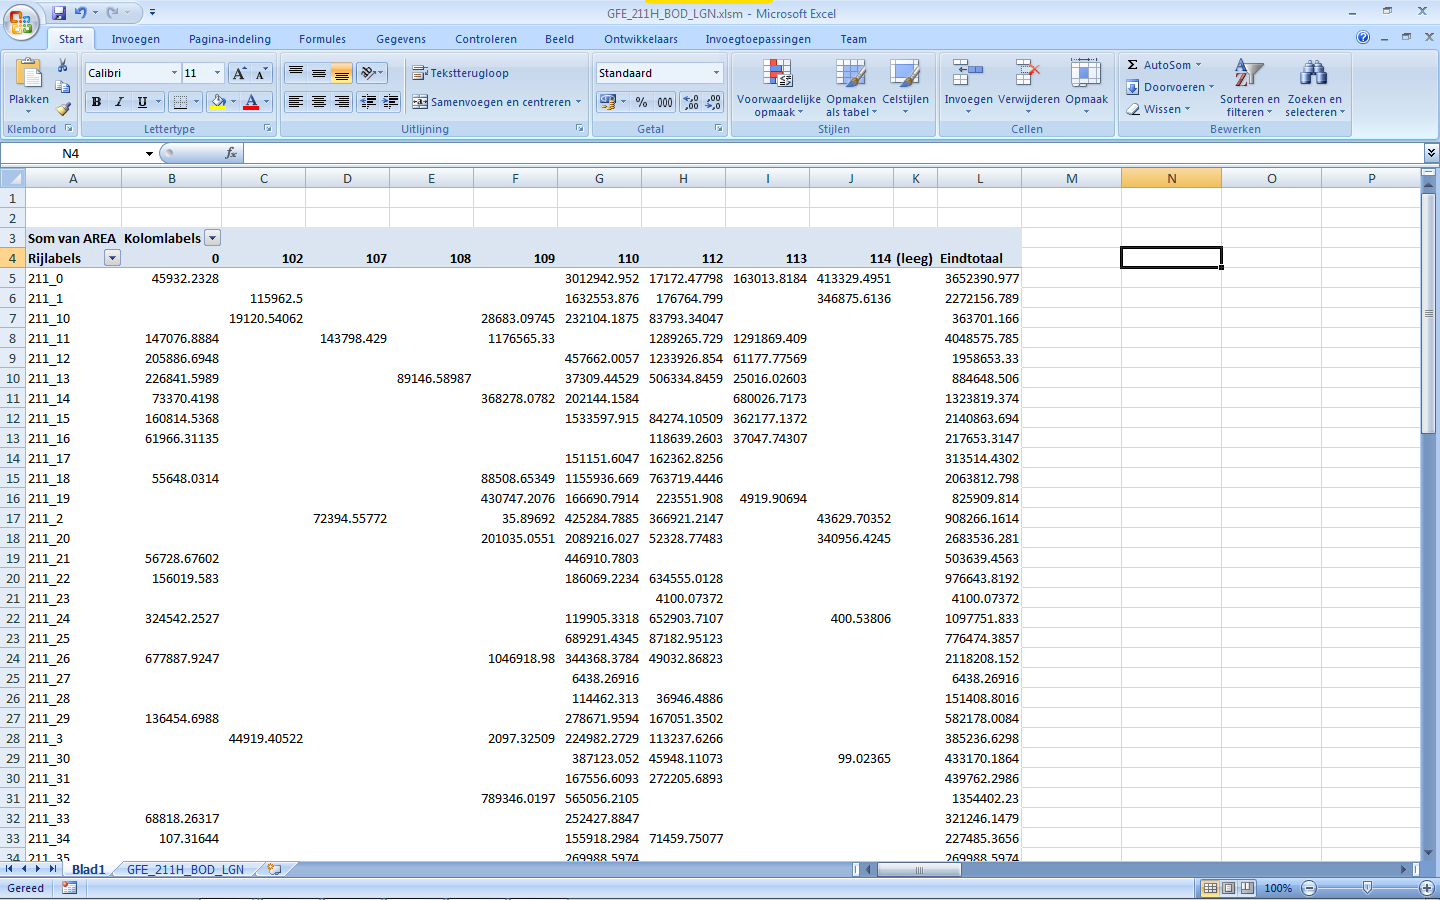 GFE_211H_BOD_LGN.xlsm - Microsoft Excel
Start Invoegen Pagina-indeling Formules Gegevens Controleren Beeld Ontwikkelaars Invoegtoepassingen Team
Plakken Calibri 11 Tekstterugloop Standaard Voorwaardelijke opmaak Opmaken als tabel Celstijlen Invoegen Verwijderen Opmaak AutoSom Doorvoeren Wissen Sorteren en filteren Zoeken en selecteren
B I U Samenvoegen en centreren % 000
Klembord Lettertype Uitlijning Getal Stijlen Cellen Bewerken
N4 fx
A B C D E F G H I J K L M N O P
1
2
3 Som van AREA Kolomlabels
4 Rijlabels 0 102 107 108 109 110 112 113 114 (leeg) Eindtotaal
5 211_0 45932.2328 3012942.952 17172.47798 163013.8184 413329.4951 3652390.977
6 211_1 115962.5 1632553.876 176764.799 346875.6136 2272156.789
7 211_10 19120.54062 28683.09745 232104.1875 83793.34047 363701.166
8 211_11 147076.8884 143798.429 1176565.33 1289265.729 1291869.409 4048575.785
9 211_12 205886.6948 457662.0057 1233926.854 61177.77569 1958653.33
10 211_13 226841.5989 89146.58987 37309.44529 506334.8459 25016.02603 884648.506
11 211_14 73370.4198 368278.0782 202144.1584 680026.7173 1323819.374
12 211_15 160814.5368 1533597.915 84274.10509 362177.1372 2140863.694
13 211_16 61966.31135 118639.2603 37047.74307 217653.3147
14 211_17 151151.6047 162362.8256 313514.4302
15 211_18 55648.0314 88508.65349 1155936.669 763719.4446 2063812.798
16 211_19 430747.2076 166690.7914 223551.908 4919.90694 825909.814
17 211_2 72394.55772 35.89692 425284.7885 366921.2147 43629.70352 908266.1614
18 211_20 201035.0551 2089216.027 52328.77483 340956.4245 2683536.281
19 211_21 56728.67602 446910.7803 503639.4563
20 211_22 156019.583 186069.2234 634555.0128 976643.8192
21 211_23 4100.07372 4100.07372
22 211_24 324542.2527 119905.3318 652903.7107 400.53806 1097751.833
23 211_25 689291.4345 87182.95123 776474.3857
24 211_26 677887.9247 1046918.98 344368.3784 49032.86823 2118208.152
25 211_27 6438.26916 6438.26916
26 211_28 114462.313 36946.4886 151408.8016
27 211_29 136454.6988 278671.9594 167051.3502 582178.0084
28 211_3 44919.40522 2097.32509 224982.2729 113237.6266 385236.6298
29 211_30 387123.052 45948.11073 99.02365 433170.1864
30 211_31 167556.6093 272205.6893 439762.2986
31 211_32 789346.0197 565056.2105 1354402.23
32 211_33 68818.26317 252427.8847 321246.1479
33 211_34 107.31644 155918.2984 71459.75077 227485.3656
34 211_35 269988.5974 269988.5974
Blad1 GFE_211H_BOD_LGN
Gereed 100%